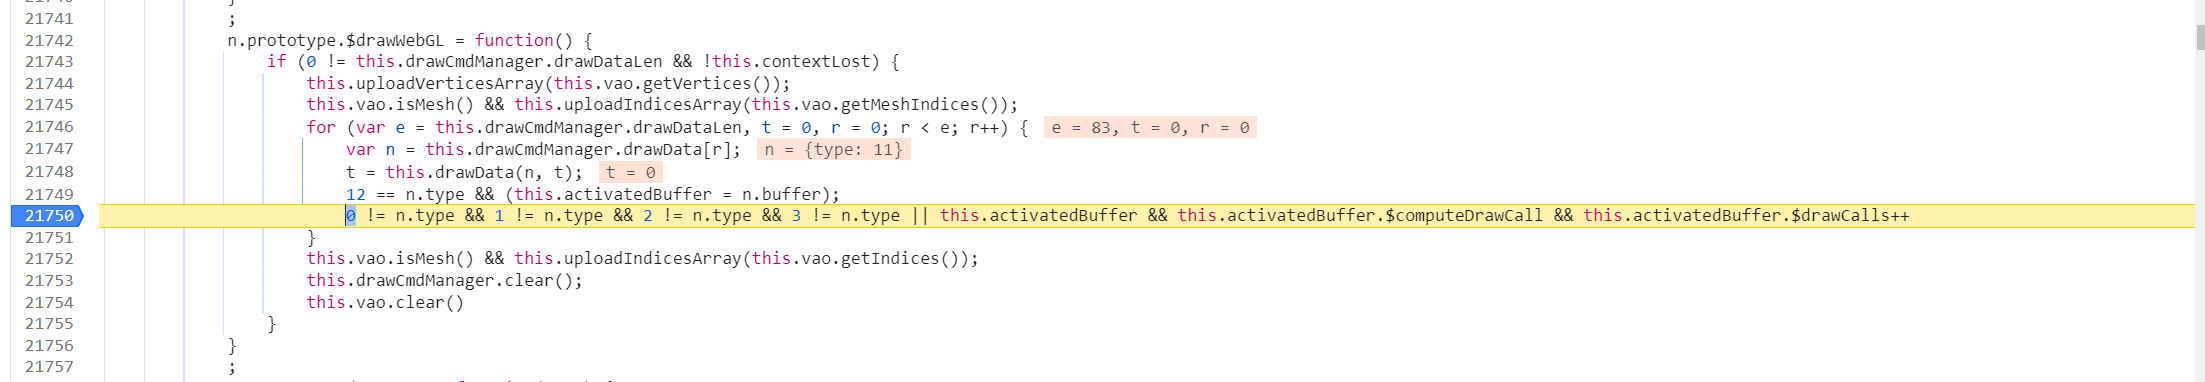 21741 ;
21742 n.prototype.$drawWebGL = function() {
21743 if (0 != this.drawCmdManager.drawDataLen && !this.contextLost) {
21744 this.uploadVerticesArray(this.vao.getVertices());
21745 this.vao.isMesh() && this.uploadIndicesArray(this.vao.getMeshIndices());
21746 for (var e = this.drawCmdManager.drawDataLen, t = 0, r = 0; r < e; r++) { e = 83, t = 0, r = 0
21747 var n = this.drawCmdManager.drawData[r]; n = {type: 11}
21748 t = this.drawData(n, t); t = 0
21749 12 == n.type && (this.activatedBuffer = n.buffer);
21750 0 != n.type && 1 != n.type && 2 != n.type && 3 != n.type || this.activatedBuffer && this.activatedBuffer.$computeDrawCall && this.activatedBuffer.$drawCalls++
21751 }
21752 this.vao.isMesh() && this.uploadIndicesArray(this.vao.getIndices());
21753 this.drawCmdManager.clear();
21754 this.vao.clear()
21755 }
21756 }
21757 ;